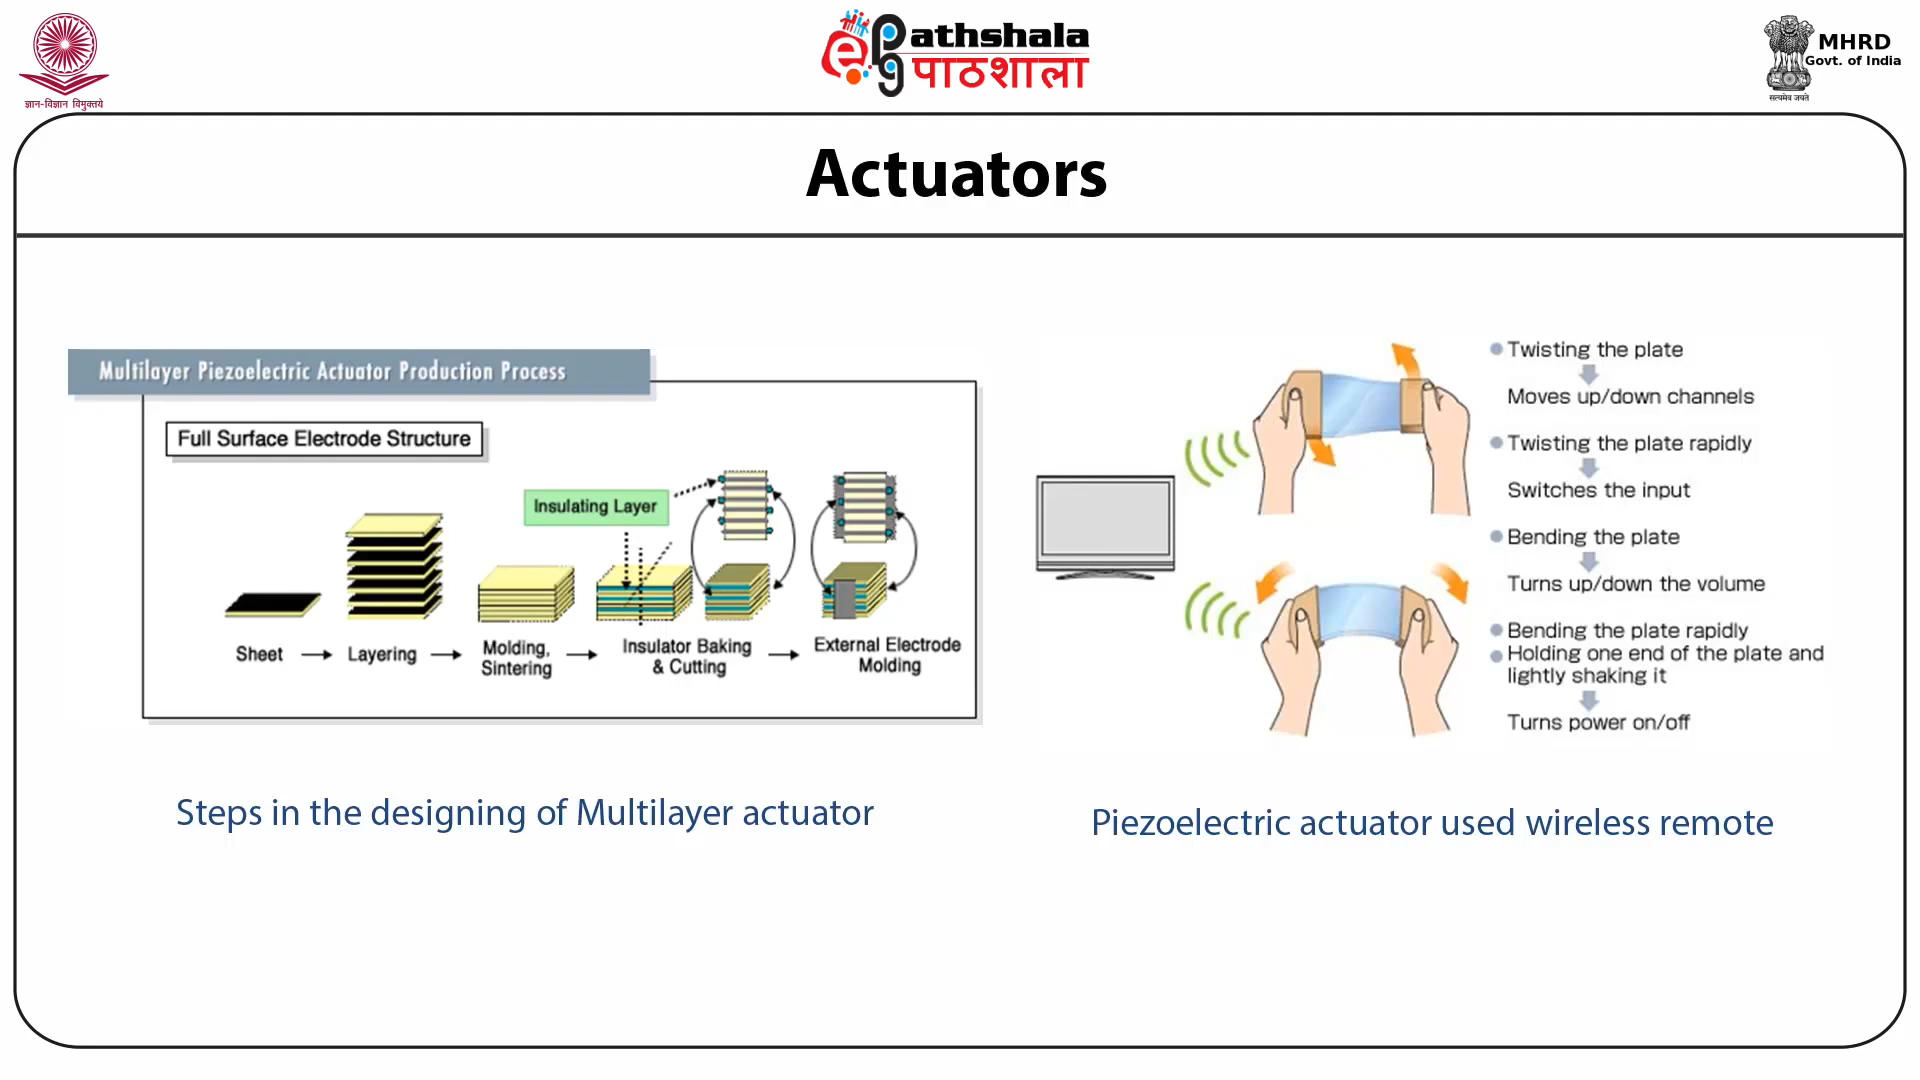 ज्ञान-विज्ञान विमुक्तये
ePathshala
पाठशाला
MHRD
Govt. of India
सत्यमेव जयते
Actuators
Multilayer Piezoelectric Actuator Production Process
Full Surface Electrode Structure
Insulating Layer
Sheet
Layering
Molding,
Sintering
Insulator Baking
& Cutting
External Electrode
Molding
Steps in the designing of Multilayer actuator
Twisting the plate
Moves up/down channels
Twisting the plate rapidly
Switches the input
Bending the plate
Turns up/down the volume
Bending the plate rapidly
Holding one end of the plate and
lightly shaking it
Turns power on/off
Piezoelectric actuator used wireless remote